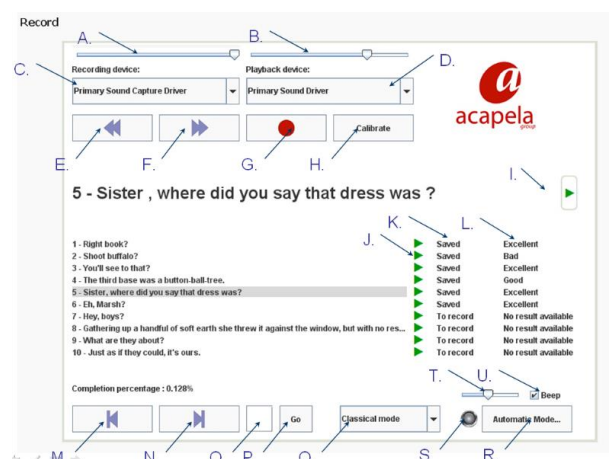 Record
A.
B.
C.
D.
Recording device:
Playback device:
Primary Sound Capture Driver
Primary Sound Driver
acapela
group
Calibrate
E.
F.
G.
H.
I.
5 - Sister , where did you say that dress was ?
K.
L.
J.
1 - Right book? Saved Excellent
2 - Shoot buffalo? Saved Bad
3 - You'll see to that? Saved Excellent
4 - The third base was a button-ball-tree. Saved Good
5 - Sister, where did you say that dress was? Saved Excellent
6 - Eh, Marsh? Saved Excellent
7 - Hey, boys? To record No result available
8 - Gathering up a handful of soft earth she threw it against the window, but with no res... To record No result available
9 - What are they about? To record No result available
10 - Just as if they could, it's ours. To record No result available
T.
U.
Completion percentage : 0.128%
Beep
Go
Classical mode
Automatic Mode...
M.
N.
O.
P.
Q.
S.
R.